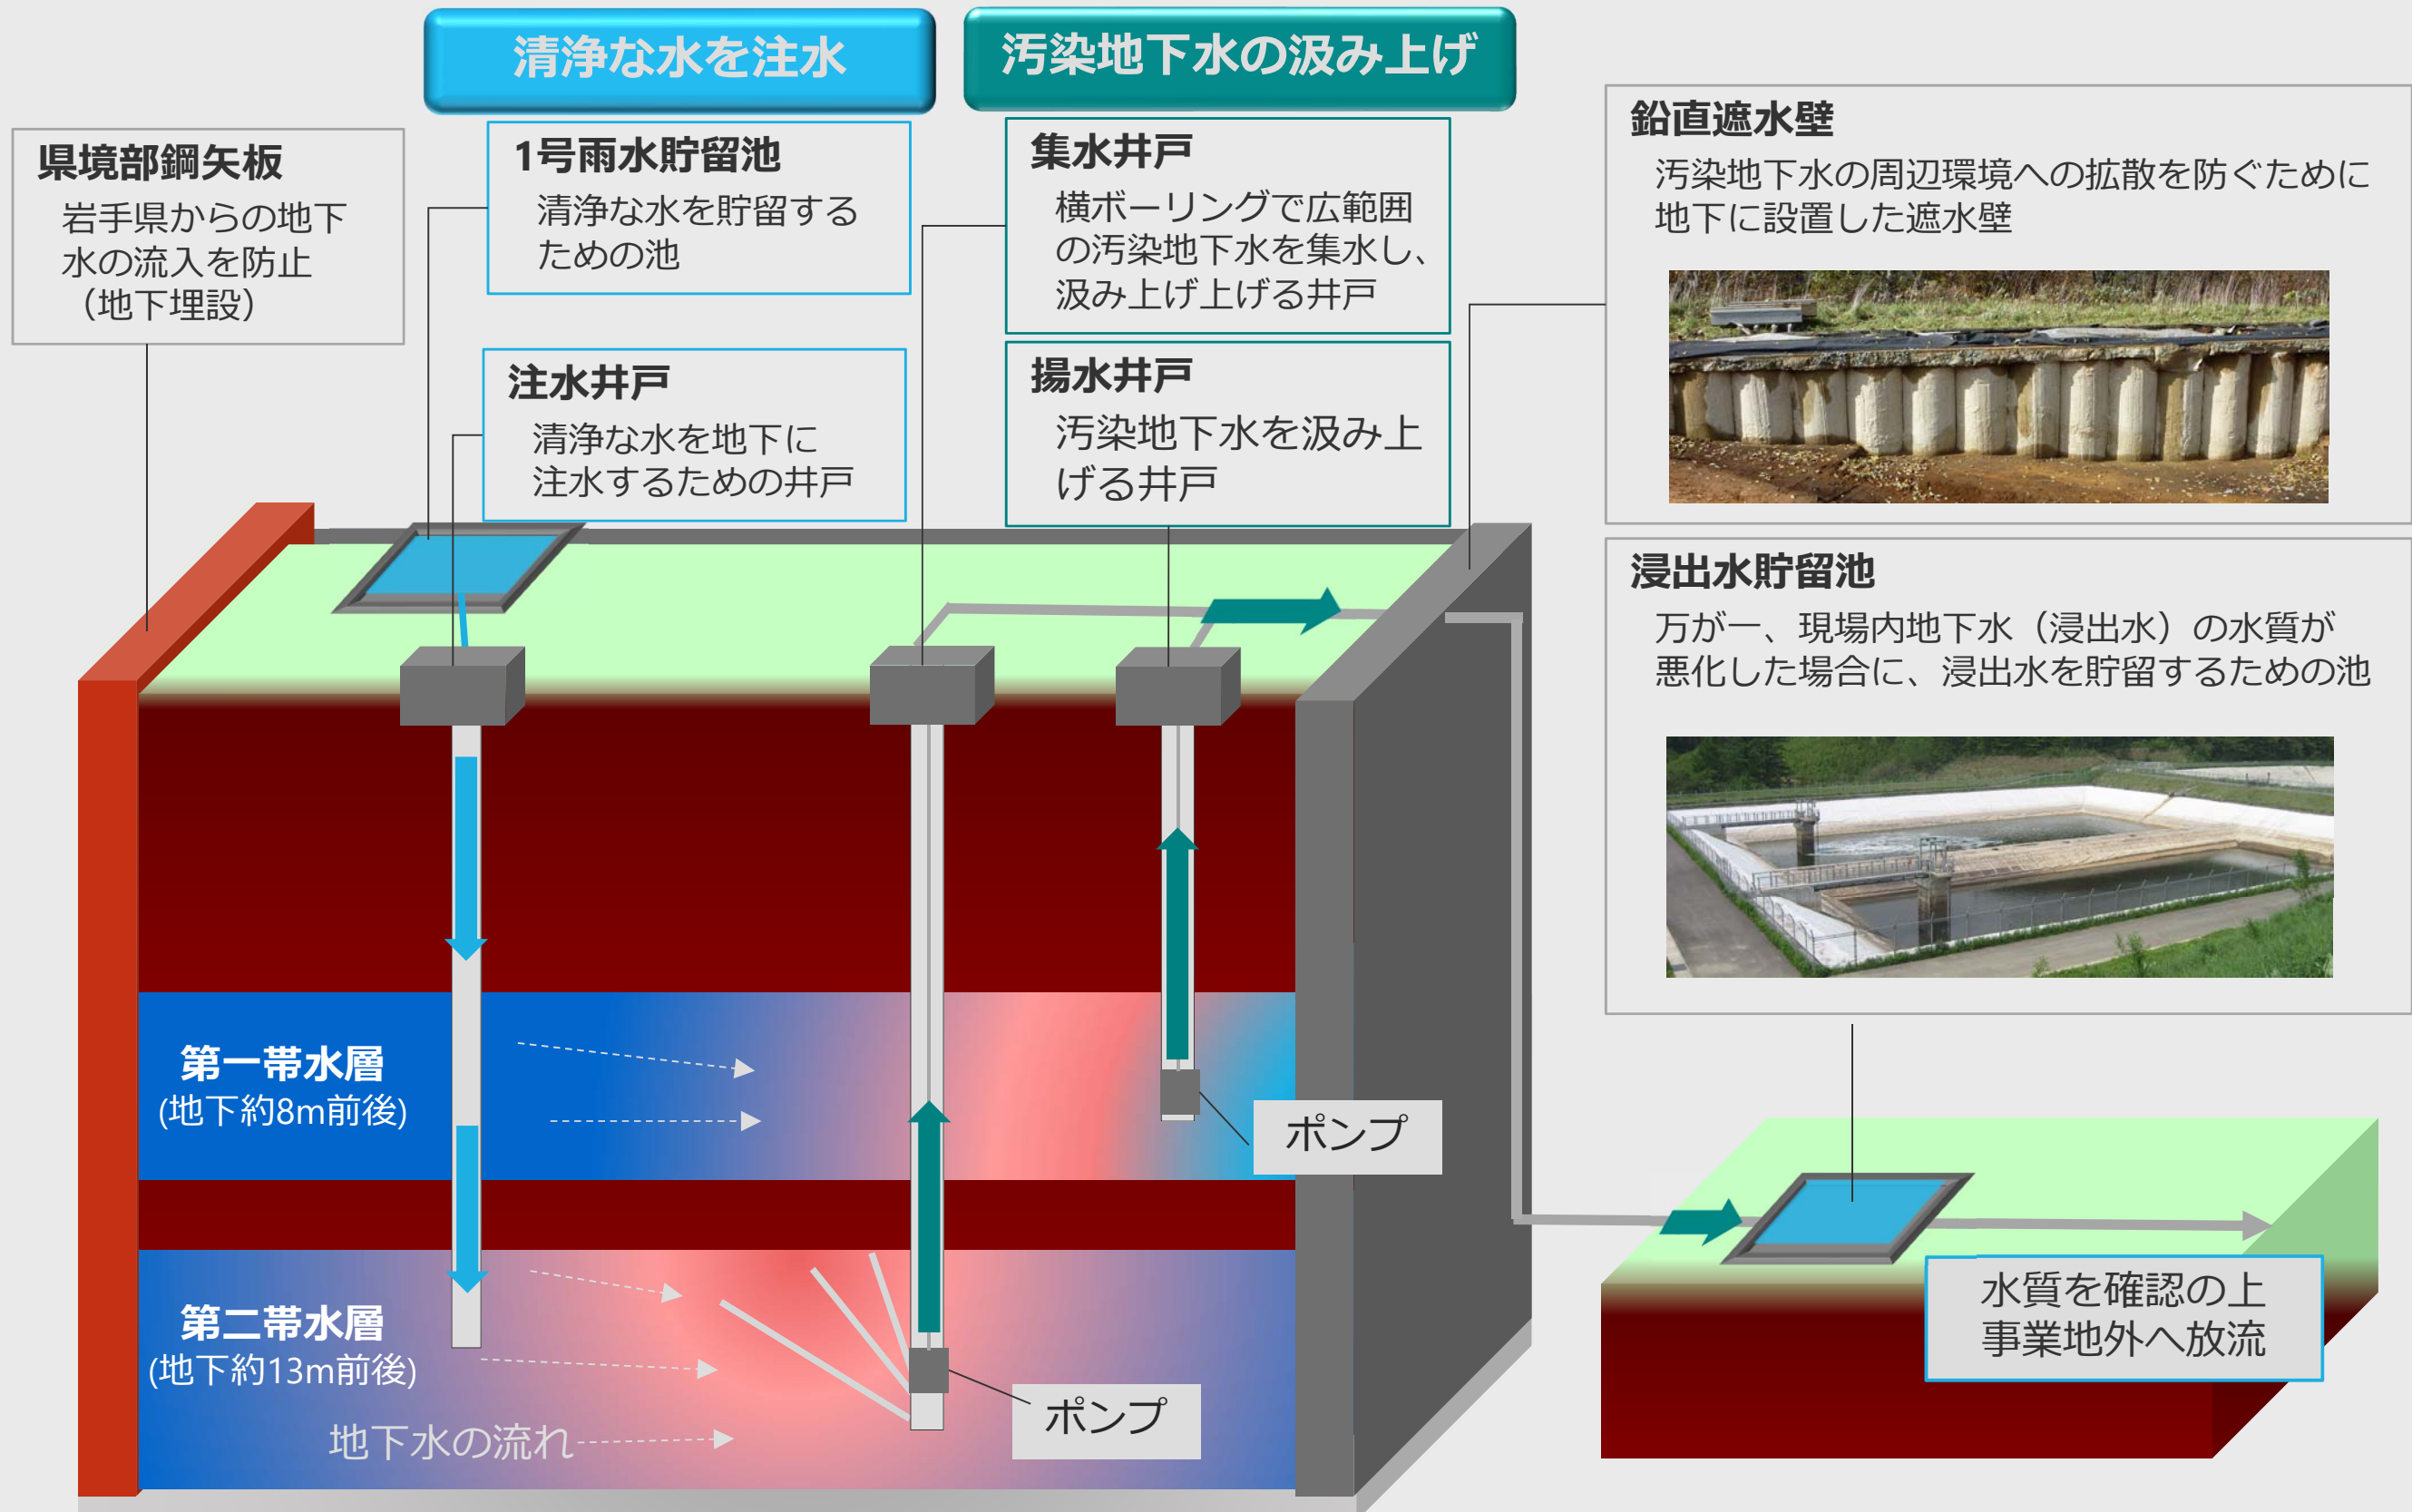 清浄な水を注水
汚染地下水の汲み上げ
県境部鋼矢板
岩手県からの地下
水の流入を防止
（地下埋設）
1号雨水貯留池
清浄な水を貯留する
ための池
注水井戸
清浄な水を地下に
注水するための井戸
集水井戸
横ボーリングで広範囲
の汚染地下水を集水し、
汲み上げ上げる井戸
揚水井戸
汚染地下水を汲み上
げる井戸
鉛直遮水壁
汚染地下水の周辺環境への拡散を防ぐために
地下に設置した遮水壁
浸出水貯留池
万が一、現場内地下水（浸出水）の水質が
悪化した場合に、浸出水を貯留するための池
第一帯水層
(地下約8m前後)
ポンプ
第二帯水層
(地下約13m前後)
地下水の流れ
ポンプ
水質を確認の上
事業地外へ放流